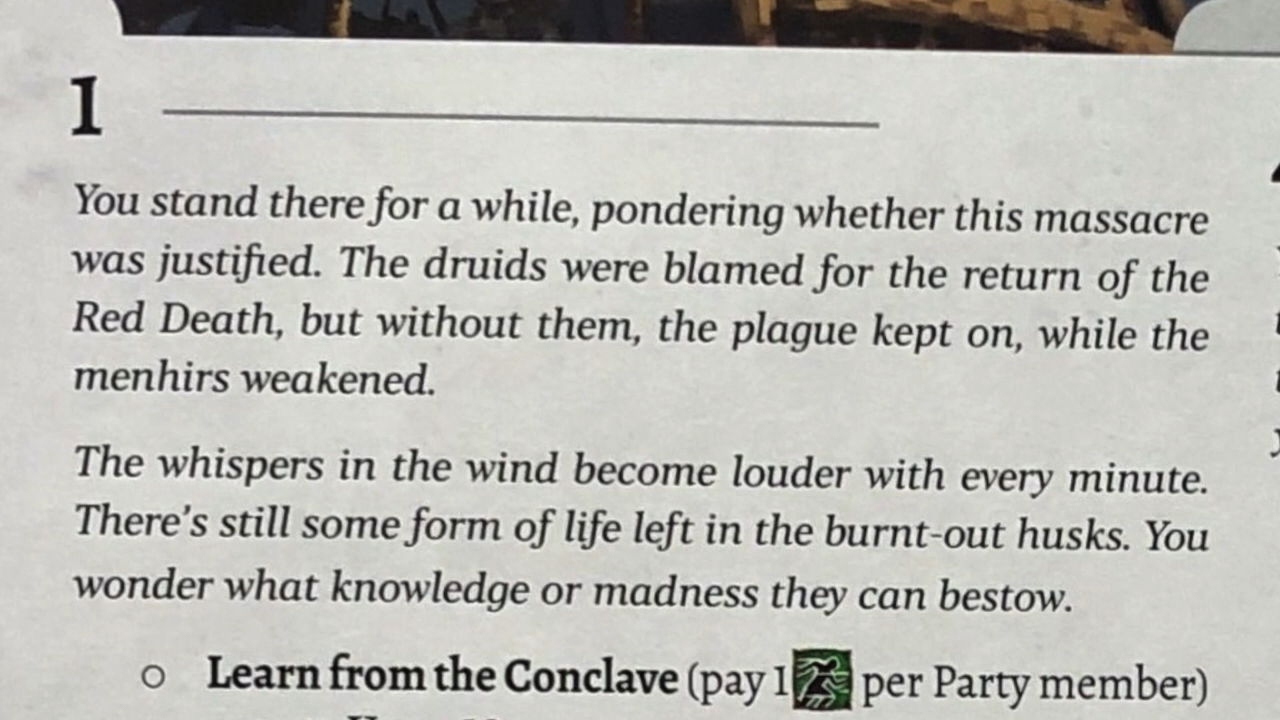 1
You stand there for a while, pondering whether this massacre
was justified. The druids were blamed for the return of the
Red Death, but without them, the plague kept on, while the
menhirs weakened.
The whispers in the wind become louder with every minute.
There's still some form of life left in the burnt-out husks. You
wonder what knowledge or madness they can bestow.
Learn from the Conclave (pay 1 per Party member)